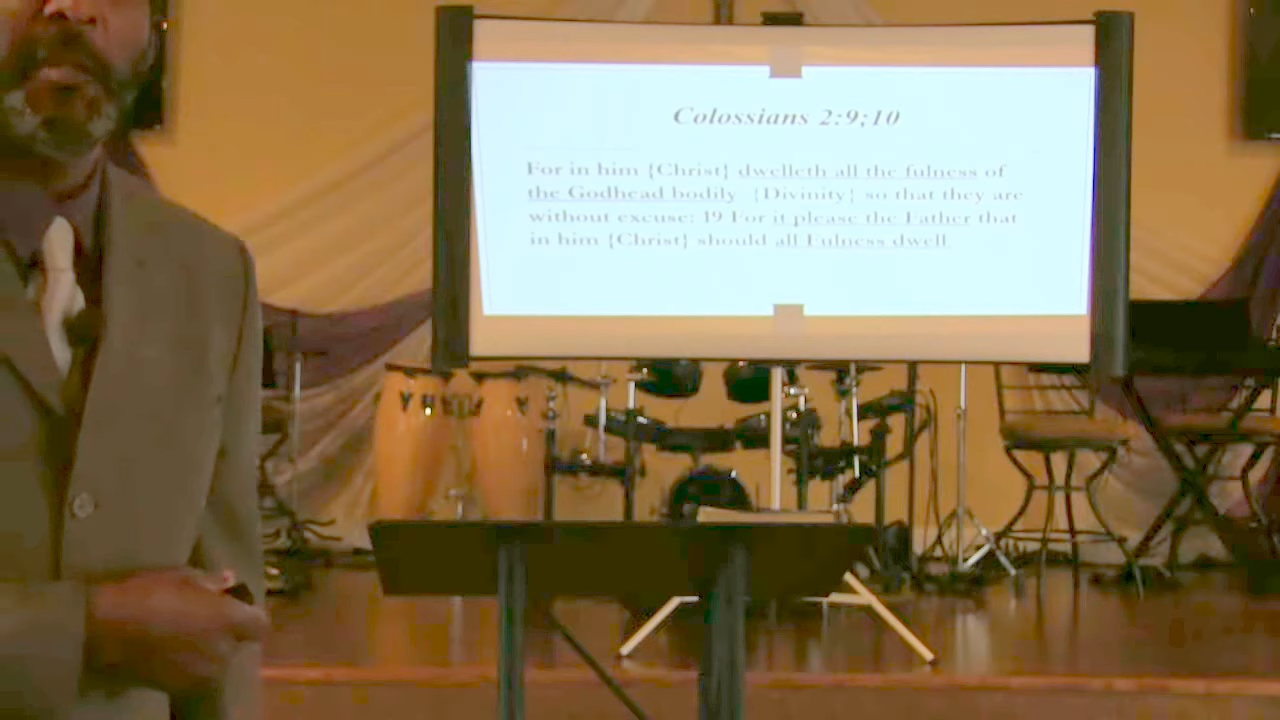 Colossians 2:9;10
For in him {Christ} dwelleth all the fulness of
the Godhead bodily {Divinity} so that they are
without excuse: 19 For it please the Father that
in him {Christ} should all Fulness dwell